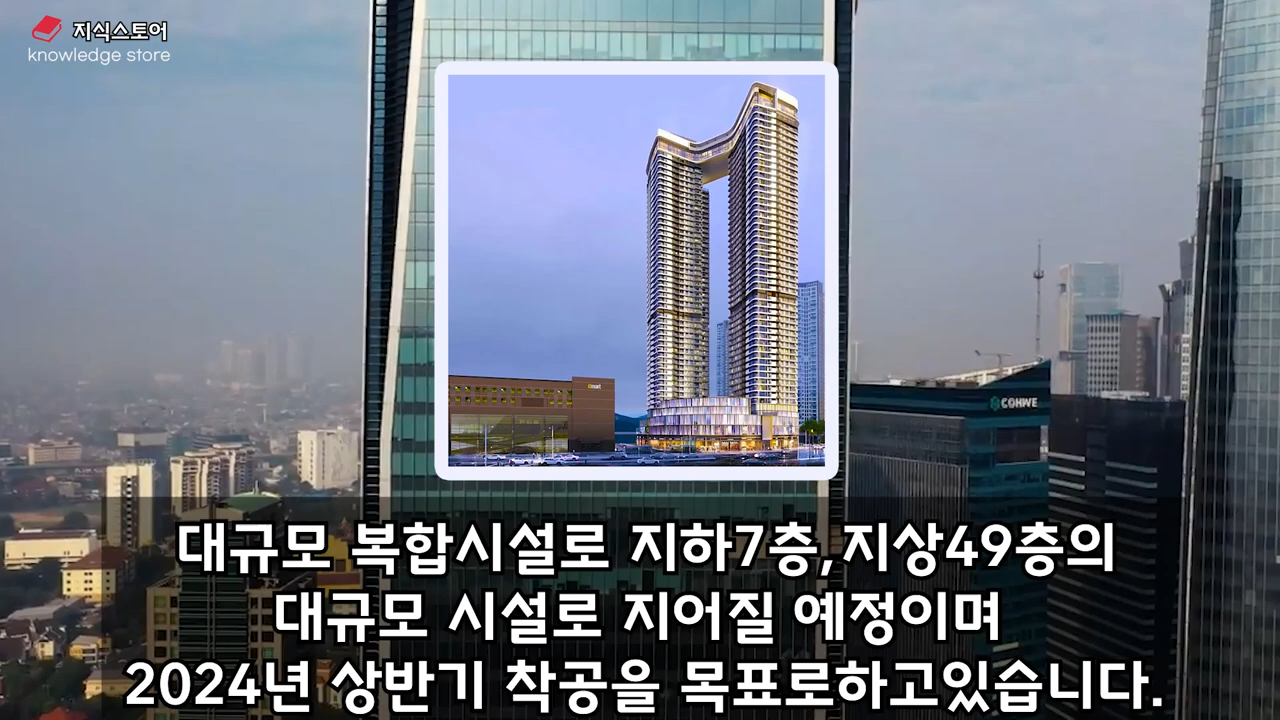 지식스토어
knowledge store
COHWE
대규모 복합시설로 지하7층,지상49층의
대규모 시설로 지어질 예정이며
2024년 상반기 착공을 목표로하고있습니다.